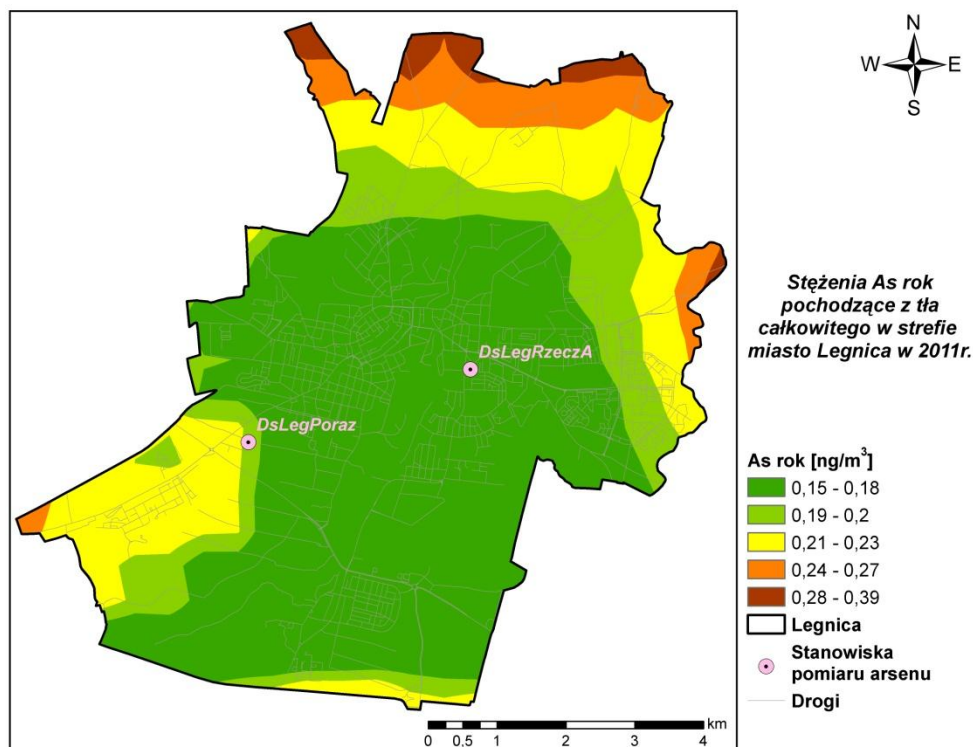 N
W E
S
Stężenia As rok
pochodzące z tła
całkowitego w strefie
miasto Legnica w 2011r.
DsLegRzeczA
DsLegPoraz
As rok [ng/m³]
0,15 - 0,18
0,19 - 0,2
0,21 - 0,23
0,24 - 0,27
0,28 - 0,39
Legnica
Stanowiska
pomiaru arsenu
Drogi
km
0 0,5 1 2 3 4